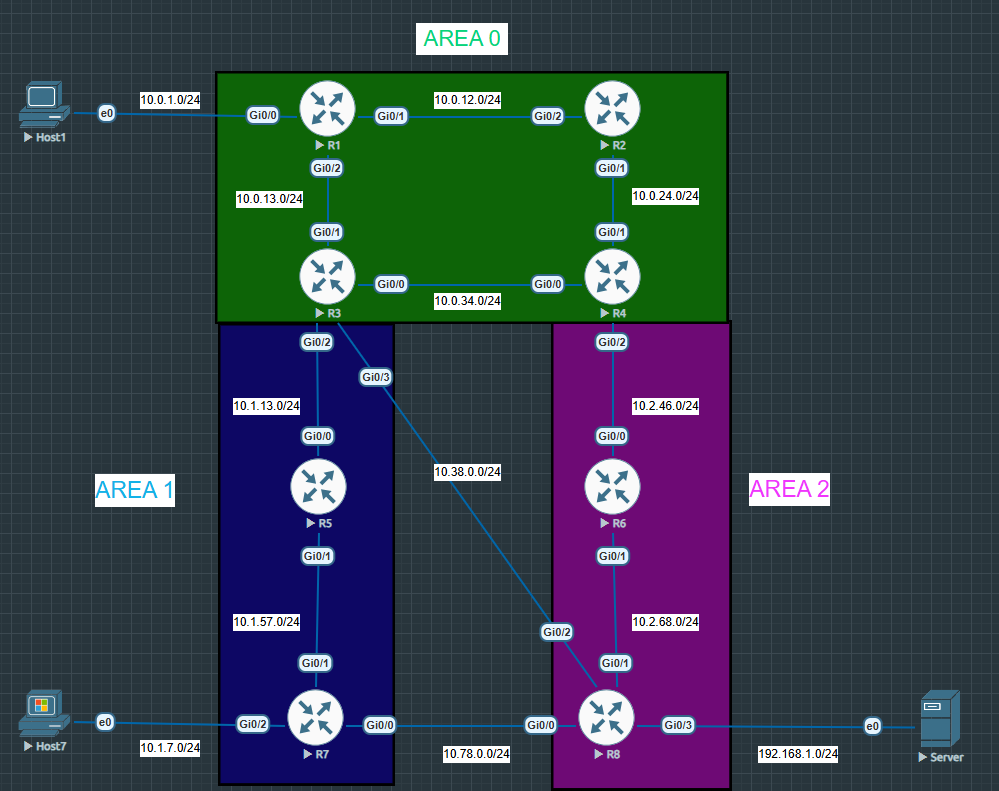 AREA 0
10.0.1.0/24
10.0.12.0/24
e0
Gi0/0
Gi0/1
Gi0/2
Host1
R1
R2
Gi0/2
Gi0/1
10.0.13.0/24
10.0.24.0/24
Gi0/1
Gi0/1
Gi0/0
Gi0/0
10.0.34.0/24
R3
R4
Gi0/2
Gi0/2
Gi0/3
10.1.13.0/24
10.2.46.0/24
Gi0/0
Gi0/0
10.38.0.0/24
AREA 1
AREA 2
R5
R6
Gi0/1
Gi0/1
10.1.57.0/24
10.2.68.0/24
Gi0/2
Gi0/1
Gi0/1
e0
Gi0/2
Gi0/0
Gi0/0
Gi0/3
e0
Host7
10.1.7.0/24
R7
10.78.0.0/24
R8
192.168.1.0/24
Server